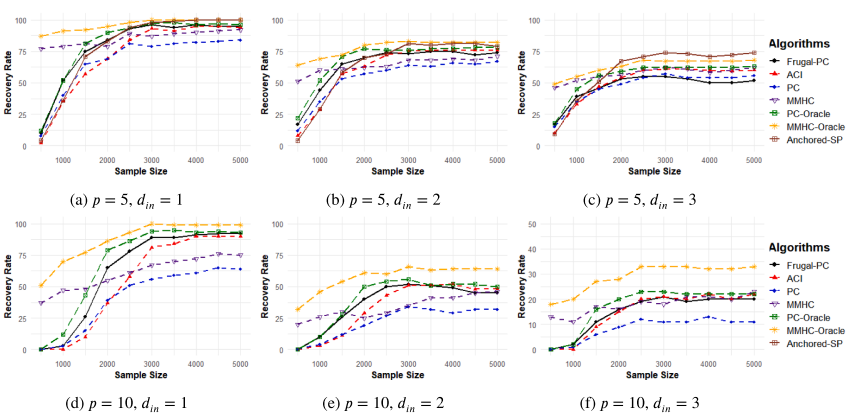 100
75
50
25
0
Recovery Rate
1000 2000 3000 4000 5000
Sample Size
(a) p = 5, d_in = 1
100
75
50
25
0
Recovery Rate
1000 2000 3000 4000 5000
Sample Size
(b) p = 5, d_in = 2
100
75
50
25
0
Recovery Rate
1000 2000 3000 4000 5000
Sample Size
(c) p = 5, d_in = 3
Algorithms
Frugal-PC
ACI
PC
MMHC
PC-Oracle
MMHC-Oracle
Anchored-SP
100
75
50
25
0
Recovery Rate
1000 2000 3000 4000 5000
Sample Size
(d) p = 10, d_in = 1
100
75
50
25
0
Recovery Rate
1000 2000 3000 4000 5000
Sample Size
(e) p = 10, d_in = 2
50
40
30
20
10
0
Recovery Rate
1000 2000 3000 4000 5000
Sample Size
(f) p = 10, d_in = 3
Algorithms
Frugal-PC
ACI
PC
MMHC
PC-Oracle
MMHC-Oracle
Anchored-SP